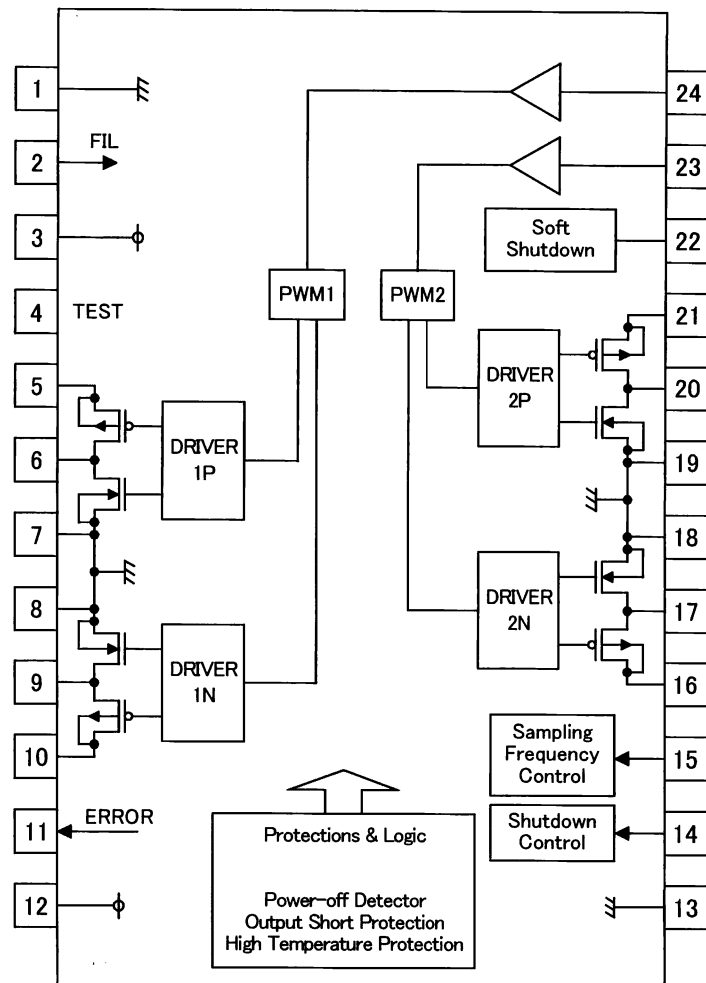 1
24
2
FIL
23
3
Soft
Shutdown
22
4
TEST
PWM1
PWM2
21
5
DRIVER
2P
20
6
DRIVER
1P
19
7
18
8
DRIVER
2N
17
9
DRIVER
1N
16
10
Sampling
Frequency
Control
15
11
ERROR
Shutdown
Control
14
Protections & Logic
12
Power-off Detector
Output Short Protection
High Temperature Protection
13